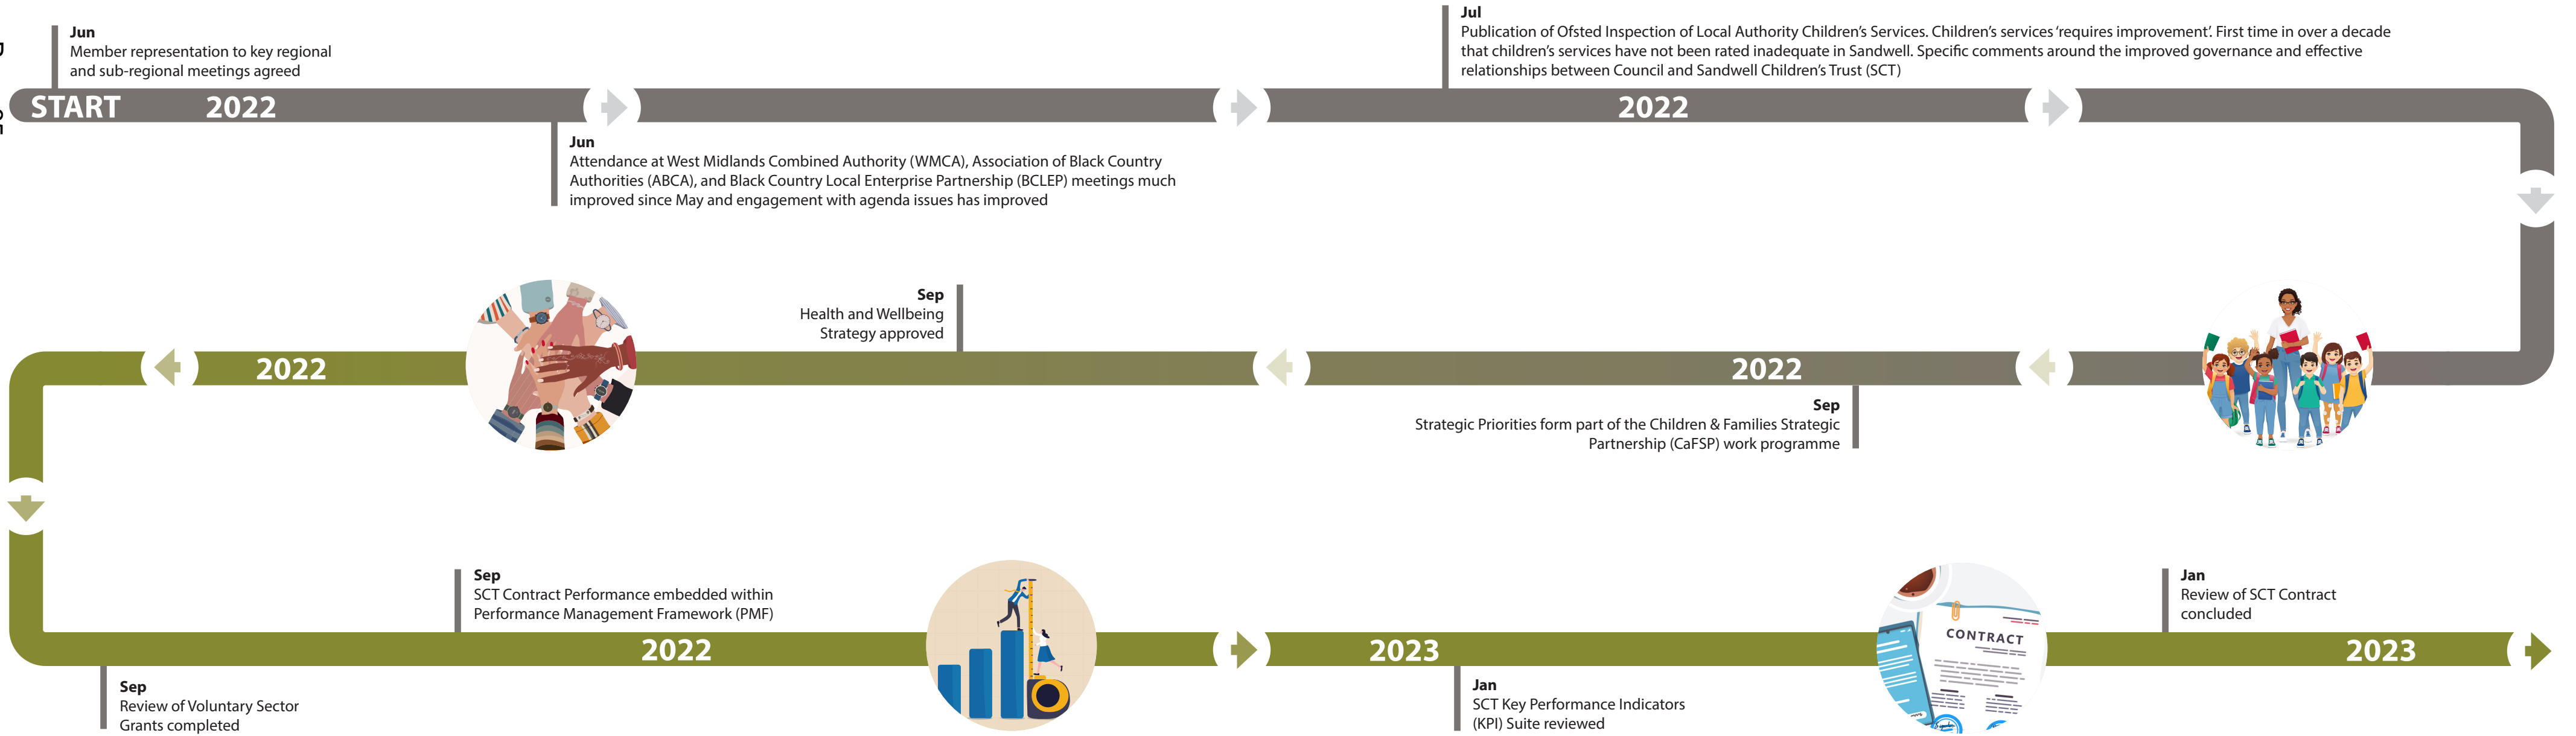 Jun
Member representation to key regional
and sub-regional meetings agreed
Jul
Publication of Ofsted Inspection of Local Authority Children’s Services. Children’s services ‘requires improvement’. First time in over a decade
that children’s services have not been rated inadequate in Sandwell. Specific comments around the improved governance and effective
relationships between Council and Sandwell Children’s Trust (SCT)
START 2022
2022
Jun
Attendance at West Midlands Combined Authority (WMCA), Association of Black Country
Authorities (ABCA), and Black Country Local Enterprise Partnership (BCLEP) meetings much
improved since May and engagement with agenda issues has improved
2022
Sep
Strategic Priorities form part of the Children & Families Strategic
Partnership (CaFSP) work programme
Sep
Health and Wellbeing
Strategy approved
2022
Sep
Review of Voluntary Sector
Grants completed
Sep
SCT Contract Performance embedded within
Performance Management Framework (PMF)
2022
2023
Jan
SCT Key Performance Indicators
(KPI) Suite reviewed
CONTRACT
Jan
Review of SCT Contract
concluded
2023